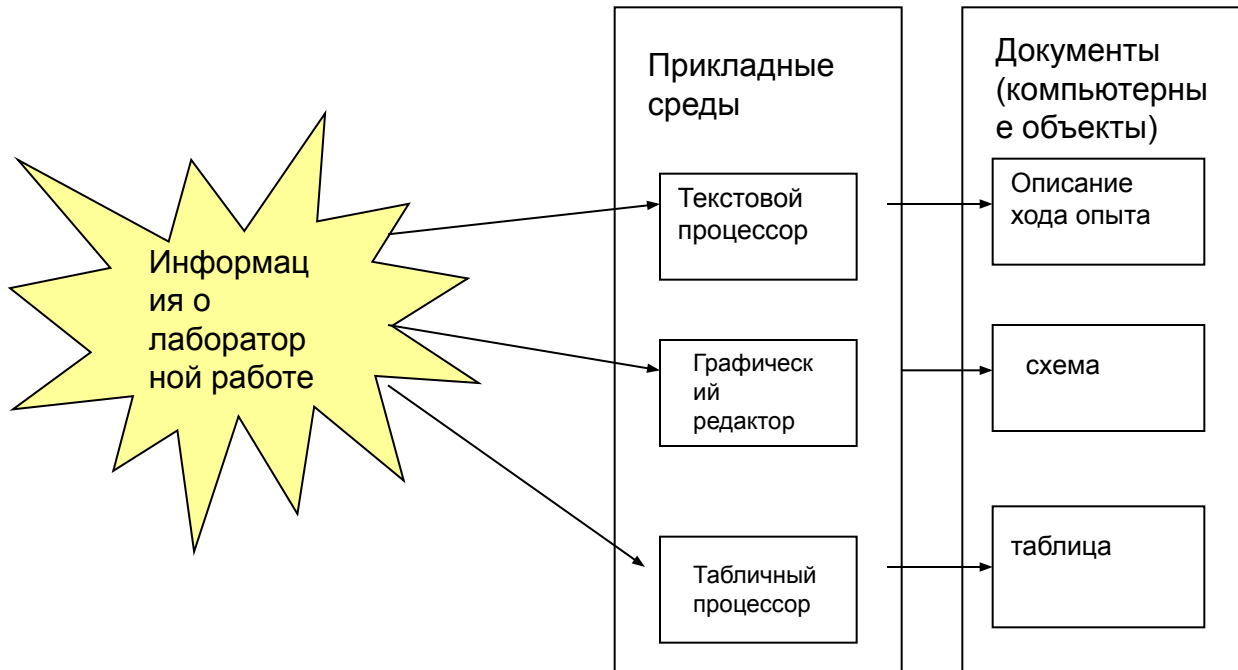 Информац
ия о
лаборатор
ной работе
Прикладные
среды
Текстовой
процессор
Графическ
ий
редактор
Табличный
процессор
Документы
(компьютерны
е объекты)
Описание
хода опыта
схема
таблица